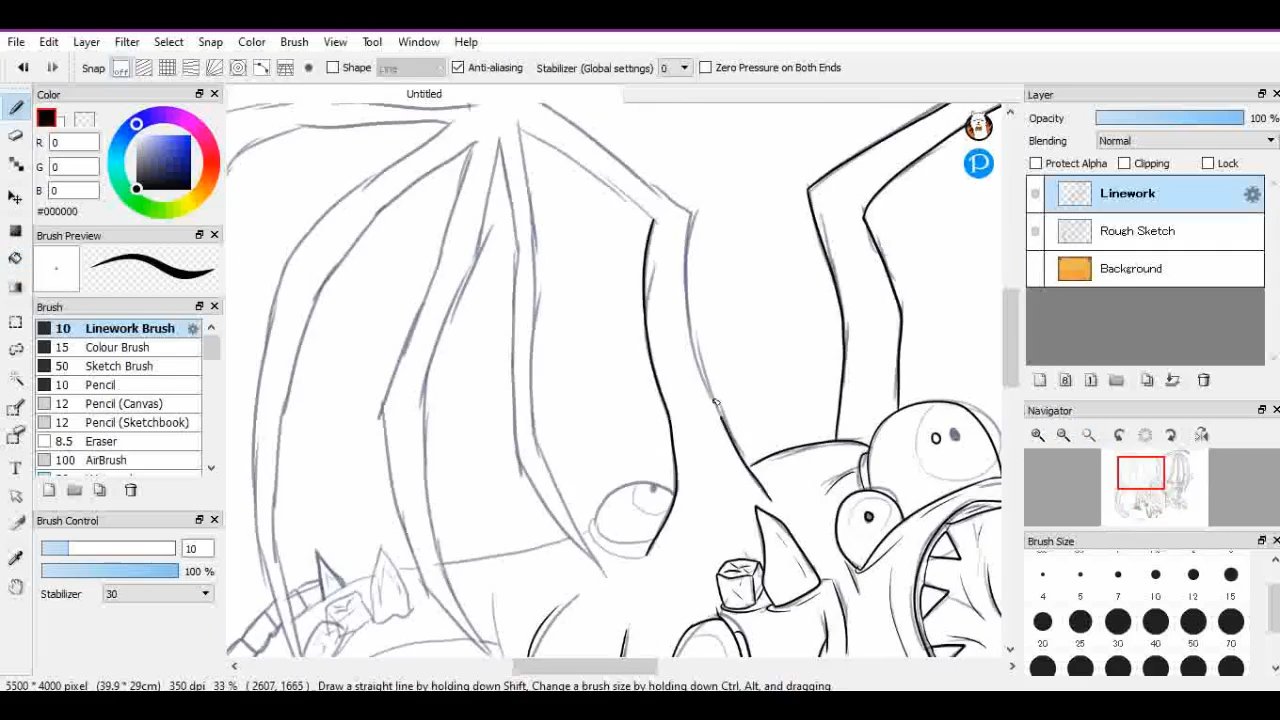 File Edit Layer Filter Select Snap Color Brush View Tool Window Help
Snap off Shape Line Anti-aliasing Stabilizer (Global settings) 0 Zero Pressure on Both Ends
Color
Untitled
Layer
R 0
G 0
B 0
#000000
Opacity 100 %
Blending Normal
Protect Alpha Clipping Lock
Linework
Rough Sketch
Background
Brush Preview
Brush
10 Linework Brush
15 Colour Brush
50 Sketch Brush
10 Pencil
12 Pencil (Canvas)
12 Pencil (Sketchbook)
8.5 Eraser
100 AirBrush
Brush Control
10
100 %
Stabilizer 30
8 1
Navigator
Brush Size
4 5 7 10 12 15
20 25 30 40 50 70
T
P
5500 * 4000 pixel (39.9 * 29cm) 350 dpi 33 % ( 2607, 1665 ) Draw a straight line by holding down Shift, Change a brush size by holding down Ctrl, Alt, and dragging.